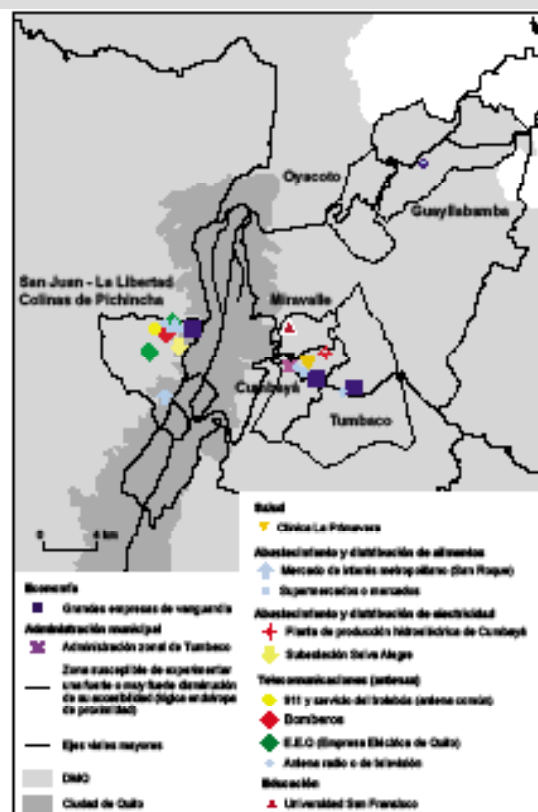 Oyacoto
Guayllabamba
San Juan - La Libertad
Colinas de Pichincha
Miravalle
Cumbayá
Tumbaco
0 4 km
Economía
Grandes empresas de vanguardia
Administración municipal
Administración zonal de Tumbaco
Zona susceptible de experimentar
una fuerte o muy fuerte disminución
de su accesibilidad (lógica endótropa
de proximidad)
Ejes viales mayores
DMQ
Ciudad de Quito
Salud
Clínica La Primavera
Abastecimiento y distribución de alimentos
Mercado de interés metropolitano (San Roque)
Supermercados o mercados
Abastecimiento y distribución de electricidad
Planta de producción hidroeléctrica de Cumbayá
Subestación Selva Alegre
Telecomunicaciones (antenas)
911 y servicio del trolebús (antena común)
Bomberos
E.E.Q (Empresa Eléctrica de Quito)
Antena radio o de televisión
Educación
Universidad San Francisco